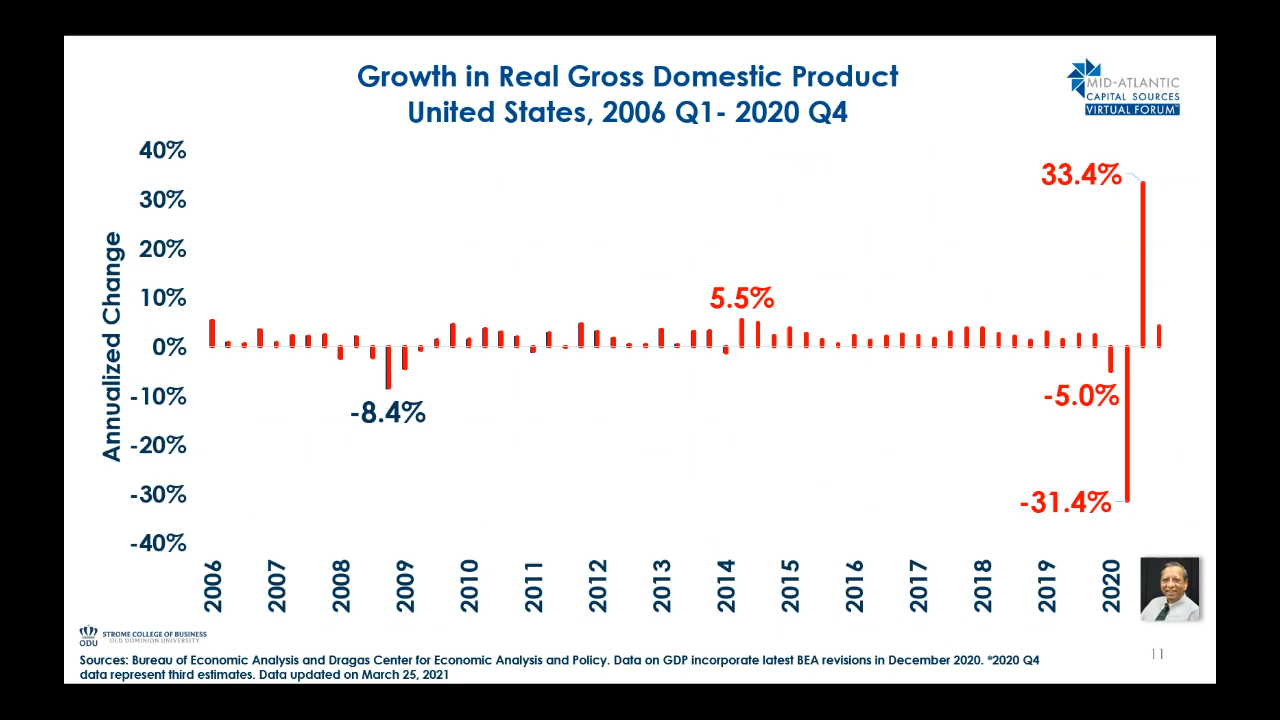 Growth in Real Gross Domestic Product
United States, 2006 Q1- 2020 Q4
MID-ATLANTIC
CAPITAL SOURCES
VIRTUAL FORUM
Annualized Change
40%
30%
20%
10%
0%
-10%
-20%
-30%
-40%
-8.4%
5.5%
-5.0%
-31.4%
33.4%
2006
2007
2008
2009
2010
2011
2012
2013
2014
2015
2016
2017
2018
2019
2020
ODU
STROME COLLEGE OF BUSINESS
OLD DOMINION UNIVERSITY
Sources: Bureau of Economic Analysis and Dragas Center for Economic Analysis and Policy. Data on GDP incorporate latest BEA revisions in December 2020. *2020 Q4
data represent third estimates. Data updated on March 25, 2021
11